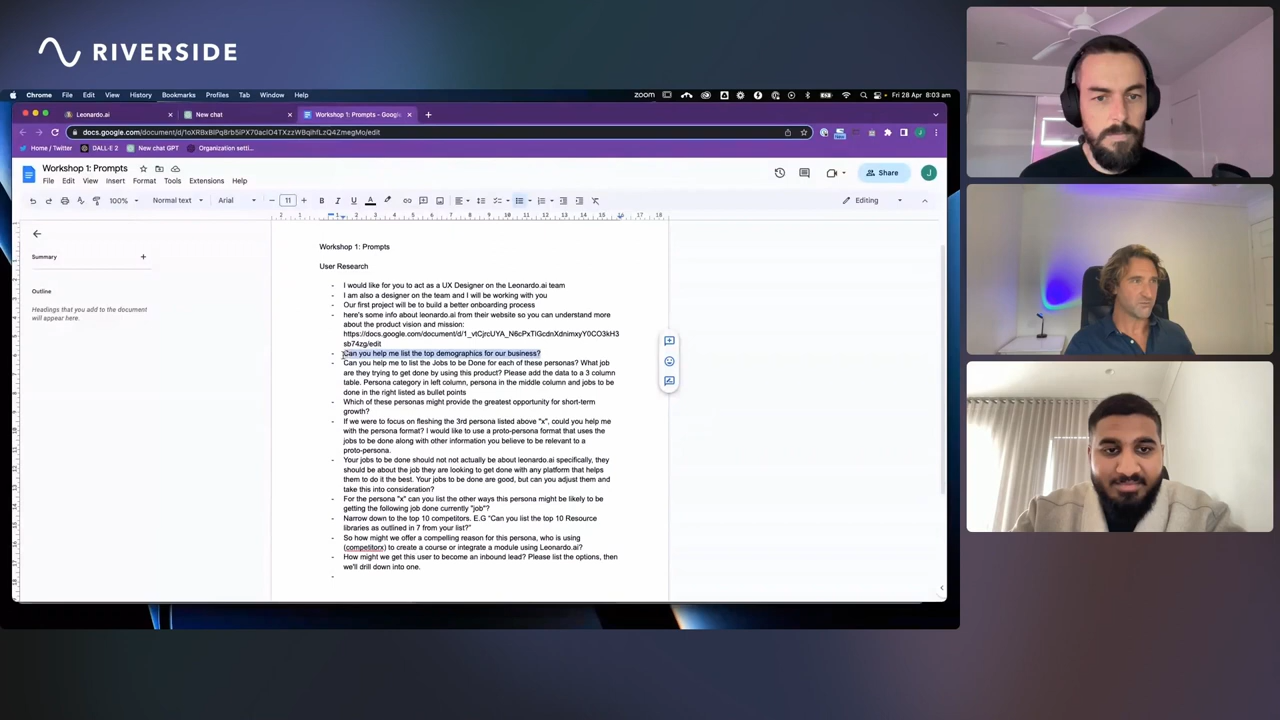 RIVERSIDE
Chrome File Edit View History Bookmarks Profiles Tab Window Help
zoom
Fri 28 Apr 8:03 am
Leonardo.ai
New chat
Workshop 1: Prompts - Google
Home / Twitter
DALL-E 2
New chat GPT
Organization setti...
Workshop 1: Prompts
Share
J
File Edit View Insert Format Tools Extensions Help
100%
Normal text
Arial
11
Editing
Summary
Outline
Headings that you add to the document
will appear here.
Workshop 1: Prompts
User Research
- I would like for you to act as a UX Designer on the Leonardo.ai team
- I am also a designer on the team and I will be working with you
- Our first project will be to build a better onboarding process
- here's some info about leonardo.ai from their website so you can understand more
about the product vision and mission:
- Can you help me list the top demographics for our business?
- Can you help me to list the Jobs to be Done for each of these personas? What job
are they trying to get done by using this product? Please add the data to a 3 column
table. Persona category in left column, persona in the middle column and jobs to be
done in the right listed as bullet points
- Which of these personas might provide the greatest opportunity for short-term
growth?
- If we were to focus on fleshing the 3rd persona listed above "x", could you help me
with the persona format? I would like to use a proto-persona format that uses the
jobs to be done along with other information you believe to be relevant to a
proto-persona.
- Your jobs to be done should not not actually be about leonardo.ai specifically, they
should be about the job they are looking to get done with any platform that helps
them to do it the best. Your jobs to be done are good, but can you adjust them and
take this into consideration?
- For the persona "x" can you list the other ways this persona might be likely to be
getting the following job done currently "job"?
- Narrow down to the top 10 competitors. E.G "Can you list the top 10 Resource
libraries as outlined in 7 from your list?"
- So how might we offer a compelling reason for this persona, who is using
(competitorx) to create a course or integrate a module using Leonardo.ai?
- How might we get this user to become an inbound lead? Please list the options, then
we'll drill down into one.
-